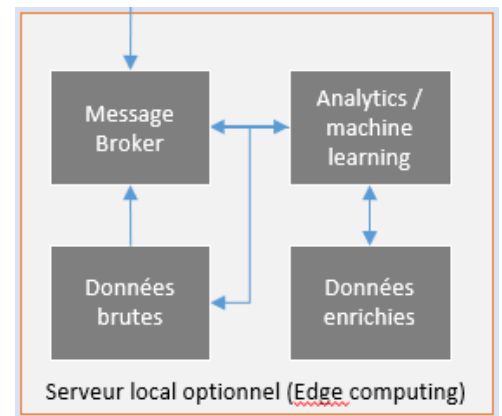 Message
Broker
Analytics /
machine
learning
Données
brutes
Données
enrichies
Serveur local optionnel (Edge computing)